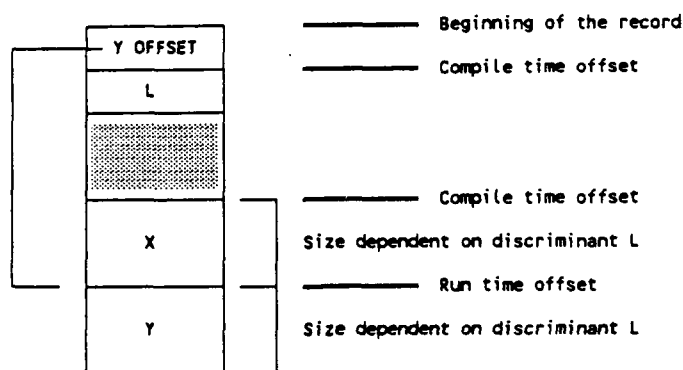 Beginning of the record
Y OFFSET
Compile time offset
L
Compile time offset
X
Size dependent on discriminant L
Run time offset
Y
Size dependent on discriminant L